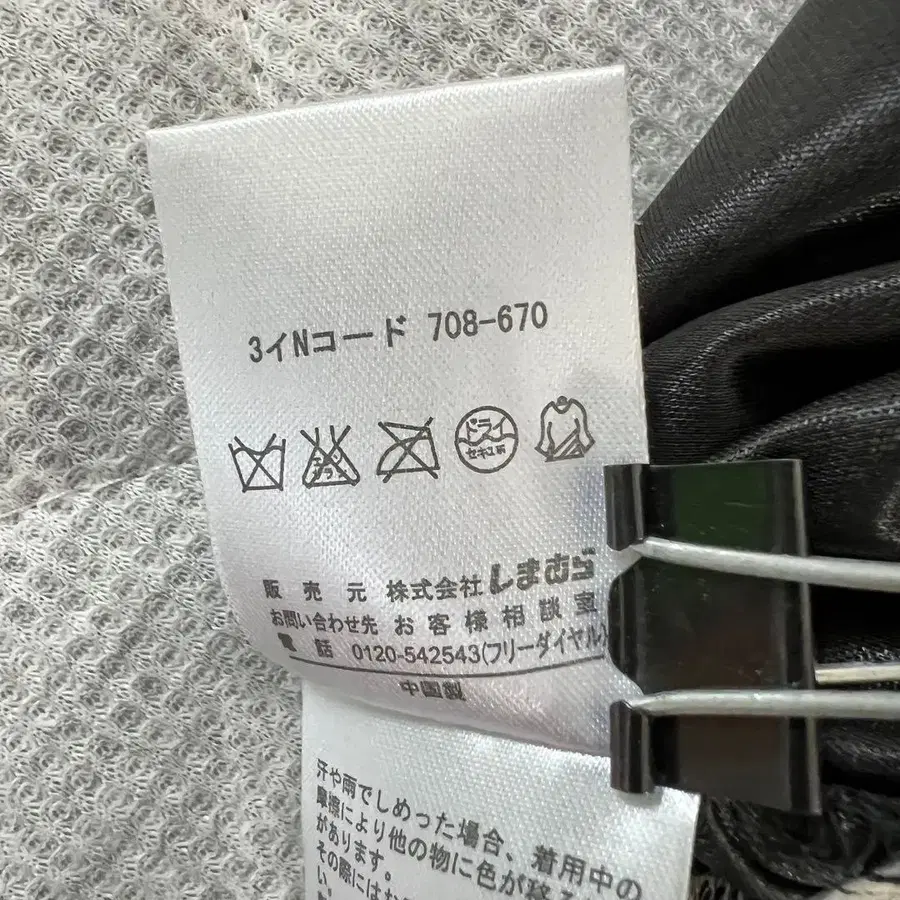 3イNコード 708-670
ドライ
セキユ系
販売元 株式会社しまむら
お問い合わせ先 お客様相談室
電話 0120-542543(フリーダイヤル)
中国製
汗や雨でしめった場合、着用中の
摩擦により他の物に色が移る
があります。
その際には
い。